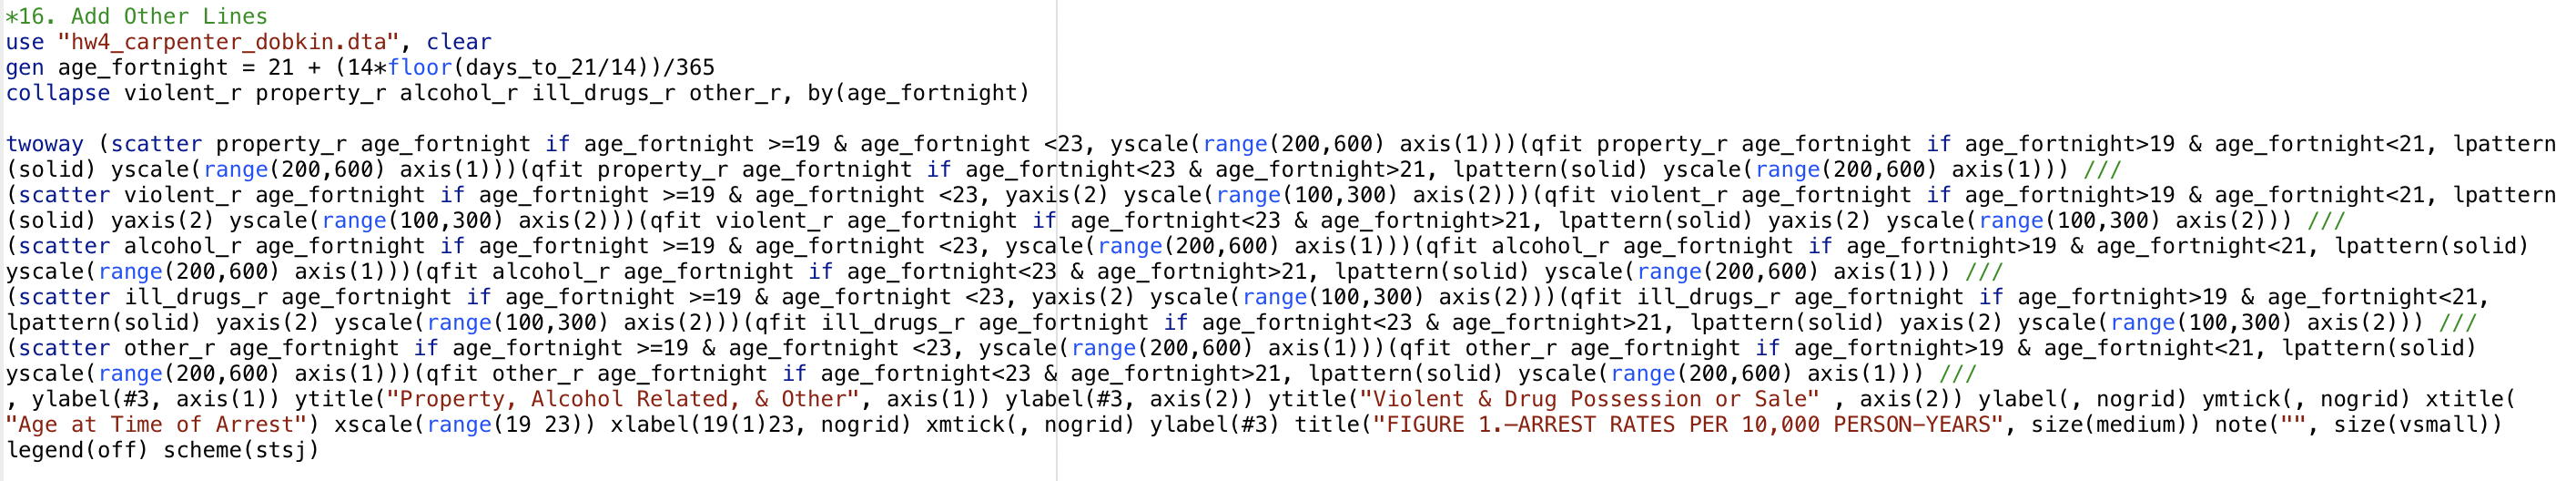 *16. Add Other Lines
use "hw4_carpenter_dobkin.dta", clear
gen age_fortnight = 21 + (14*floor(days_to_21/14))/365
collapse violent_r property_r alcohol_r ill_drugs_r other_r, by(age_fortnight)
twoway (scatter property_r age_fortnight if age_fortnight >=19 & age_fortnight <23, yscale(range(200,600) axis(1)))(qfit property_r age_fortnight if age_fortnight>19 & age_fortnight<21, lpattern
(solid) yscale(range(200,600) axis(1)))(qfit property_r age_fortnight if age_fortnight<23 & age_fortnight>21, lpattern(solid) yscale(range(200,600) axis(1))) ///
(scatter violent_r age_fortnight if age_fortnight >=19 & age_fortnight <23, yaxis(2) yscale(range(100,300) axis(2)))(qfit violent_r age_fortnight if age_fortnight>19 & age_fortnight<21, lpattern
(solid) yaxis(2) yscale(range(100,300) axis(2)))(qfit violent_r age_fortnight if age_fortnight<23 & age_fortnight>21, lpattern(solid) yaxis(2) yscale(range(100,300) axis(2))) ///
(scatter alcohol_r age_fortnight if age_fortnight >=19 & age_fortnight <23, yscale(range(200,600) axis(1)))(qfit alcohol_r age_fortnight if age_fortnight>19 & age_fortnight<21, lpattern(solid)
yscale(range(200,600) axis(1)))(qfit alcohol_r age_fortnight if age_fortnight<23 & age_fortnight>21, lpattern(solid) yscale(range(200,600) axis(1))) ///
(scatter ill_drugs_r age_fortnight if age_fortnight >=19 & age_fortnight <23, yaxis(2) yscale(range(100,300) axis(2)))(qfit ill_drugs_r age_fortnight if age_fortnight>19 & age_fortnight<21,
lpattern(solid) yaxis(2) yscale(range(100,300) axis(2)))(qfit ill_drugs_r age_fortnight if age_fortnight<23 & age_fortnight>21, lpattern(solid) yaxis(2) yscale(range(100,300) axis(2))) ///
(scatter other_r age_fortnight if age_fortnight >=19 & age_fortnight <23, yscale(range(200,600) axis(1)))(qfit other_r age_fortnight if age_fortnight>19 & age_fortnight<21, lpattern(solid)
yscale(range(200,600) axis(1)))(qfit other_r age_fortnight if age_fortnight<23 & age_fortnight>21, lpattern(solid) yscale(range(200,600) axis(1))) ///
, ylabel(#3, axis(1)) ytitle("Property, Alcohol Related, & Other", axis(1)) ylabel(#3, axis(2)) ytitle("Violent & Drug Possession or Sale" , axis(2)) ylabel(, nogrid) ymtick(, nogrid) xtitle(
"Age at Time of Arrest") xscale(range(19 23)) xlabel(19(1)23, nogrid) xmtick(, nogrid) ylabel(#3) title("FIGURE 1.—ARREST RATES PER 10,000 PERSON—YEARS", size(medium)) note("", size(vsmall))
legend(off) scheme(stsj)